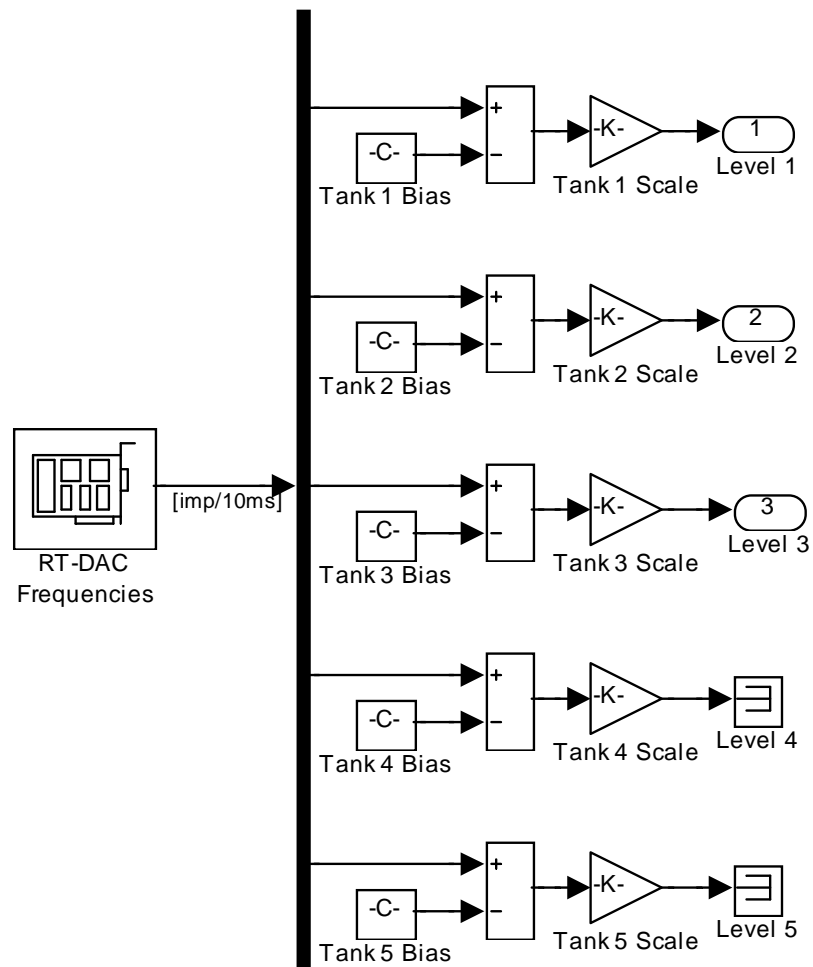 +
1
-K-
-C-
−
Level 1
Tank 1 Bias
Tank 1 Scale
+
2
-K-
-C-
−
Level 2
Tank 2 Bias
Tank 2 Scale
[imp/10ms]
RT-DAC
Frequencies
+
3
-K-
-C-
−
Level 3
Tank 3 Bias
Tank 3 Scale
+
-K-
-C-
−
Level 4
Tank 4 Bias
Tank 4 Scale
+
-K-
-C-
−
Level 5
Tank 5 Bias
Tank 5 Scale